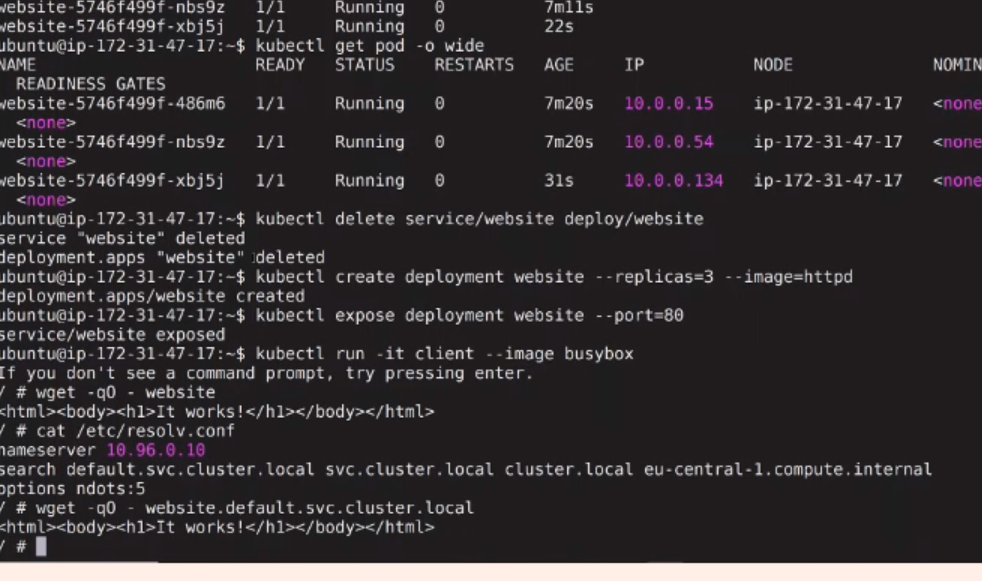 website-5746f499f-nbs9z 1/1 Running 0 7m11s
website-5746f499f-xbj5j 1/1 Running 0 22s
ubuntu@ip-172-31-47-17:~$ kubectl get pod -o wide
NAME READY STATUS RESTARTS AGE IP NODE NOMIN
READINESS GATES
website-5746f499f-486m6 1/1 Running 0 7m20s 10.0.0.15 ip-172-31-47-17 <none
<none>
website-5746f499f-nbs9z 1/1 Running 0 7m20s 10.0.0.54 ip-172-31-47-17 <none
<none>
website-5746f499f-xbj5j 1/1 Running 0 31s 10.0.0.134 ip-172-31-47-17 <none
<none>
ubuntu@ip-172-31-47-17:~$ kubectl delete service/website deploy/website
service "website" deleted
deployment.apps "website" deleted
ubuntu@ip-172-31-47-17:~$ kubectl create deployment website --replicas=3 --image=httpd
deployment.apps/website created
ubuntu@ip-172-31-47-17:~$ kubectl expose deployment website --port=80
service/website exposed
ubuntu@ip-172-31-47-17:~$ kubectl run -it client --image busybox
If you don't see a command prompt, try pressing enter.
/ # wget -qO - website
<html><body><h1>It works!</h1></body></html>
/ # cat /etc/resolv.conf
nameserver 10.96.0.10
search default.svc.cluster.local svc.cluster.local cluster.local eu-central-1.compute.internal
options ndots:5
/ # wget -qO - website.default.svc.cluster.local
<html><body><h1>It works!</h1></body></html>
/ #